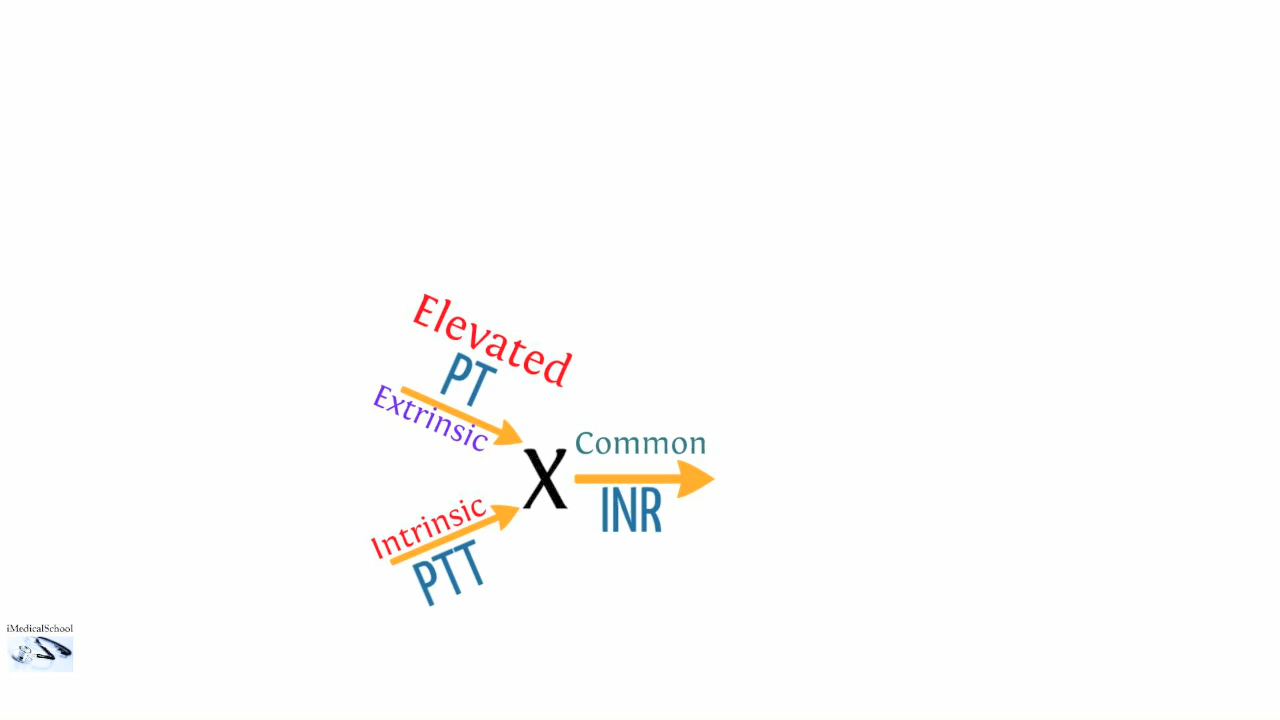 Elevated
PT
Extrinsic
X
Common
INR
Intrinsic
PTT
iMedicalSchool